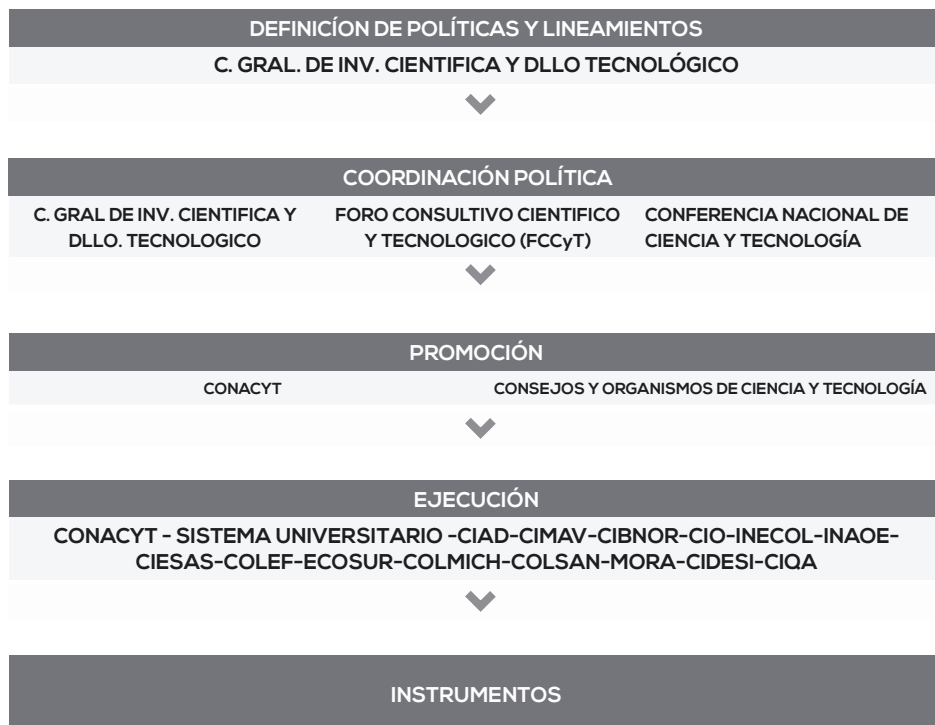 DEFINICÍON DE POLÍTICAS Y LINEAMIENTOS
C. GRAL. DE INV. CIENTIFICA Y DLLO TECNOLÓGICO
COORDINACIÓN POLÍTICA
C. GRAL DE INV. CIENTIFICA Y
DLLO. TECNOLOGICO
FORO CONSULTIVO CIENTIFICO
Y TECNOLOGICO (FCCyT)
CONFERENCIA NACIONAL DE
CIENCIA Y TECNOLOGÍA
PROMOCIÓN
CONACYT
CONSEJOS Y ORGANISMOS DE CIENCIA Y TECNOLOGÍA
EJECUCIÓN
CONACYT - SISTEMA UNIVERSITARIO -CIAD-CIMAV-CIBNOR-CIO-INECOL-INAOE-
CIESAS-COLEF-ECOSUR-COLMICH-COLSAN-MORA-CIDESI-CIQA
INSTRUMENTOS